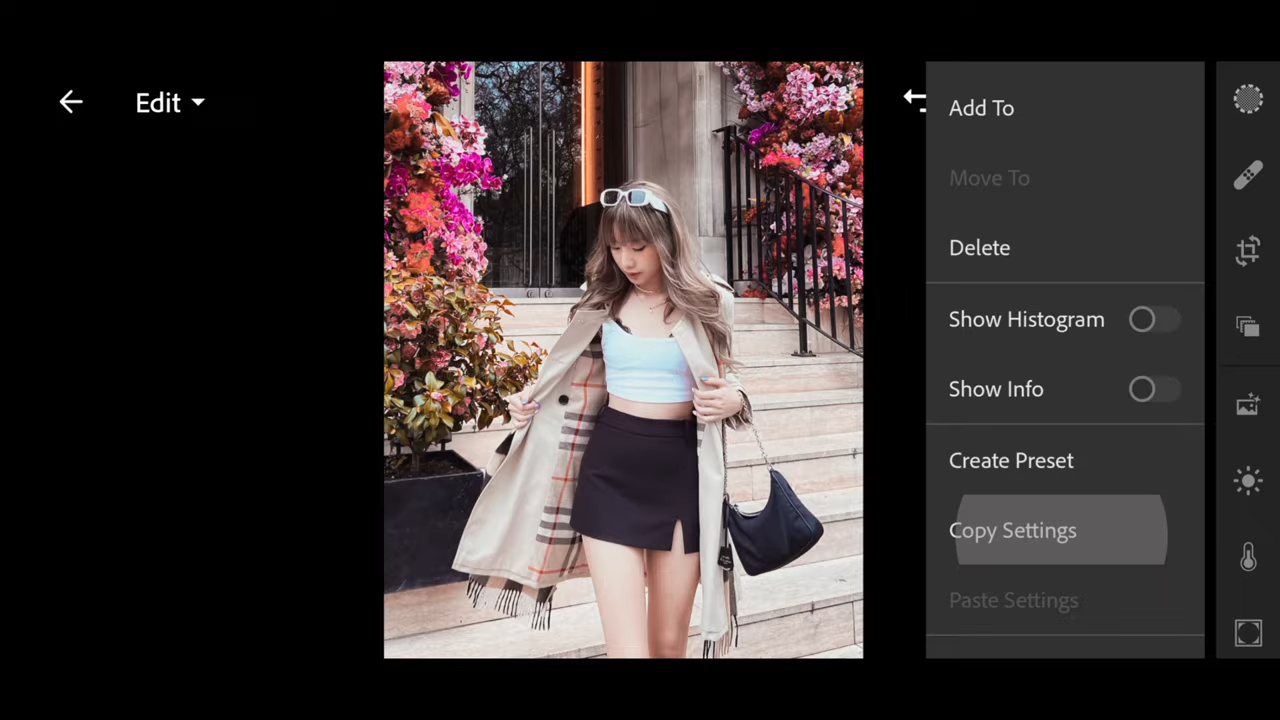 Edit
Add To
Move To
Delete
Show Histogram
Show Info
Create Preset
Copy Settings
Paste Settings